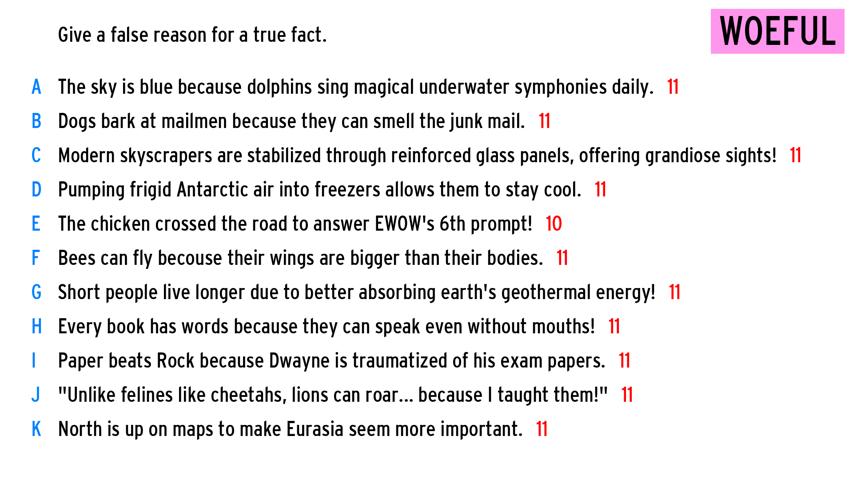 Give a false reason for a true fact.
WOEFUL
A The sky is blue because dolphins sing magical underwater symphonies daily. 11
B Dogs bark at mailmen because they can smell the junk mail. 11
C Modern skyscrapers are stabilized through reinforced glass panels, offering grandiose sights! 11
D Pumping frigid Antarctic air into freezers allows them to stay cool. 11
E The chicken crossed the road to answer EWOW's 6th prompt! 10
F Bees can fly becouse their wings are bigger than their bodies. 11
G Short people live longer due to better absorbing earth's geothermal energy! 11
H Every book has words because they can speak even without mouths! 11
I Paper beats Rock because Dwayne is traumatized of his exam papers. 11
J "Unlike felines like cheetahs, lions can roar... because I taught them!" 11
K North is up on maps to make Eurasia seem more important. 11